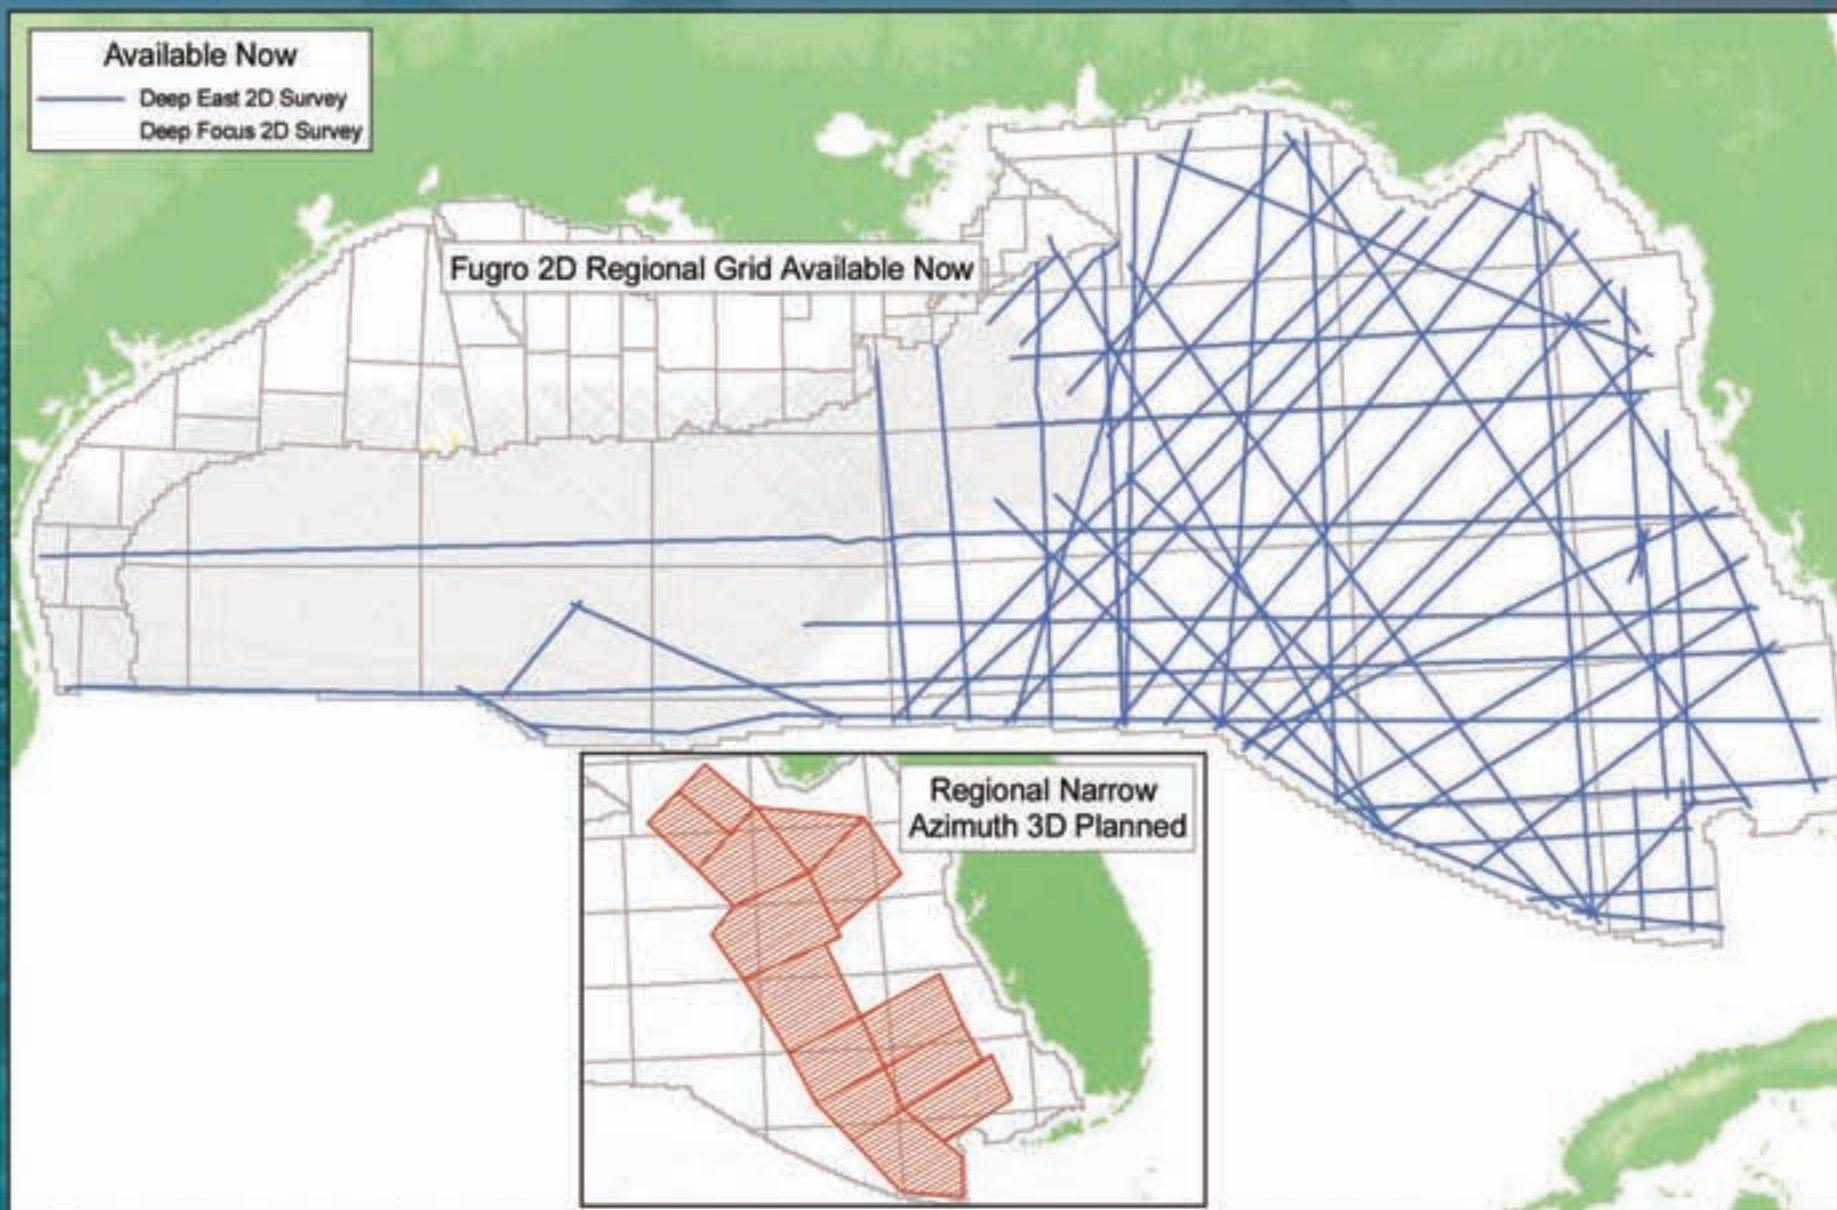 Available Now
Deep East 2D Survey
Deep Focus 2D Survey
Fugro 2D Regional Grid Available Now
Regional Narrow
Azimuth 3D Planned